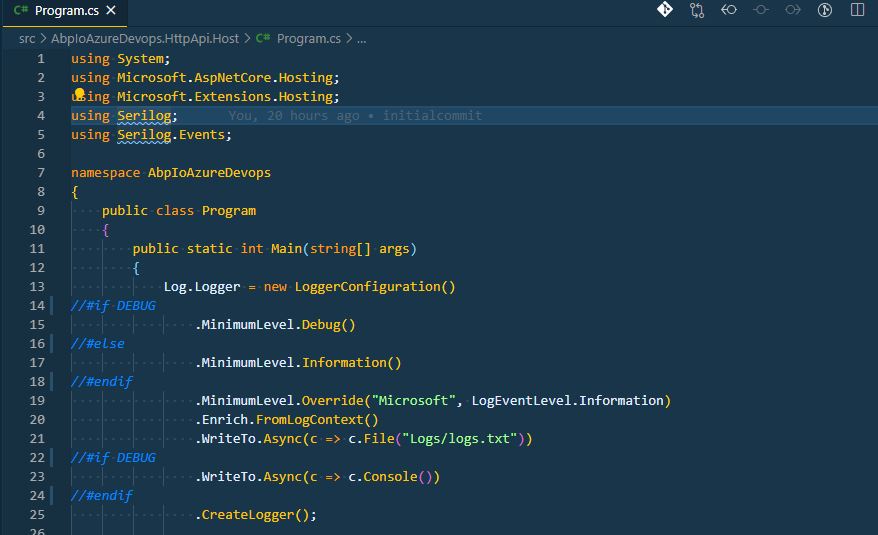 C# Program.cs ×
src > AbpIoAzureDevops.HttpApi.Host > C# Program.cs > ...
1 using System;
2 using Microsoft.AspNetCore.Hosting;
3 using Microsoft.Extensions.Hosting;
4 using Serilog; You, 20 hours ago • initialcommit
5 using Serilog.Events;
6
7 namespace AbpIoAzureDevops
8 {
9 public class Program
10 {
11 public static int Main(string[] args)
12 {
13 Log.Logger = new LoggerConfiguration()
14 //#if DEBUG
15 .MinimumLevel.Debug()
16 //#else
17 .MinimumLevel.Information()
18 //#endif
19 .MinimumLevel.Override("Microsoft", LogEventLevel.Information)
20 .Enrich.FromLogContext()
21 .WriteTo.Async(c => c.File("Logs/logs.txt"))
22 //#if DEBUG
23 .WriteTo.Async(c => c.Console())
24 //#endif
25 .CreateLogger();
26